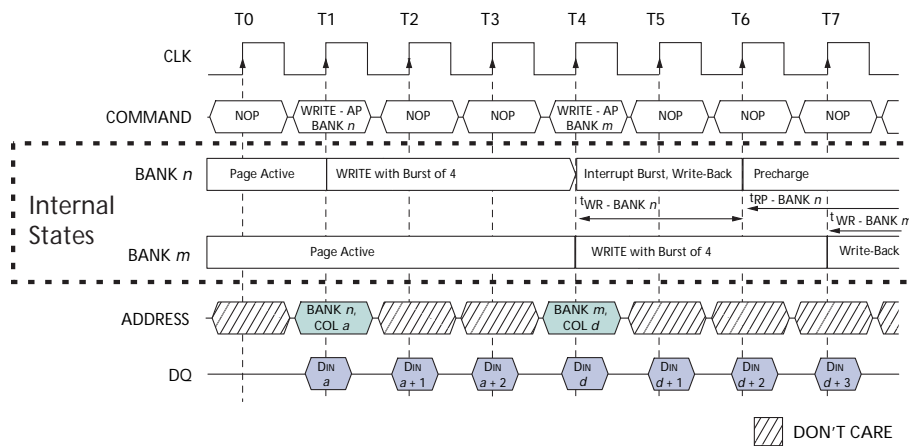 T0 T1 T2 T3 T4 T5 T6 T7
CLK
COMMAND NOP WRITE - AP BANK n NOP NOP WRITE - AP BANK m NOP NOP NOP
Internal States
BANK n Page Active WRITE with Burst of 4 Interrupt Burst, Write-Back Precharge
tWR - BANK n tRP - BANK n
tWR - BANK m
BANK m Page Active WRITE with Burst of 4 Write-Back
ADDRESS BANK n, COL a BANK m, COL d
DQ DIN a DIN a + 1 DIN a + 2 DIN d DIN d + 1 DIN d + 2 DIN d + 3
DON'T CARE